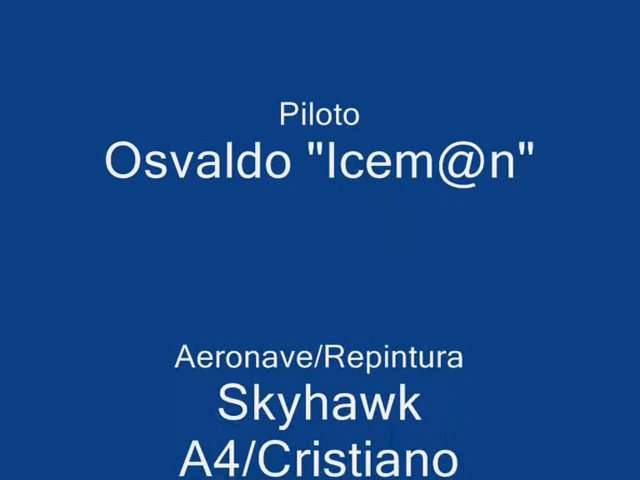 Piloto
Osvaldo "Icem@n"
Aeronave/Repintura
Skyhawk
A4/Cristiano